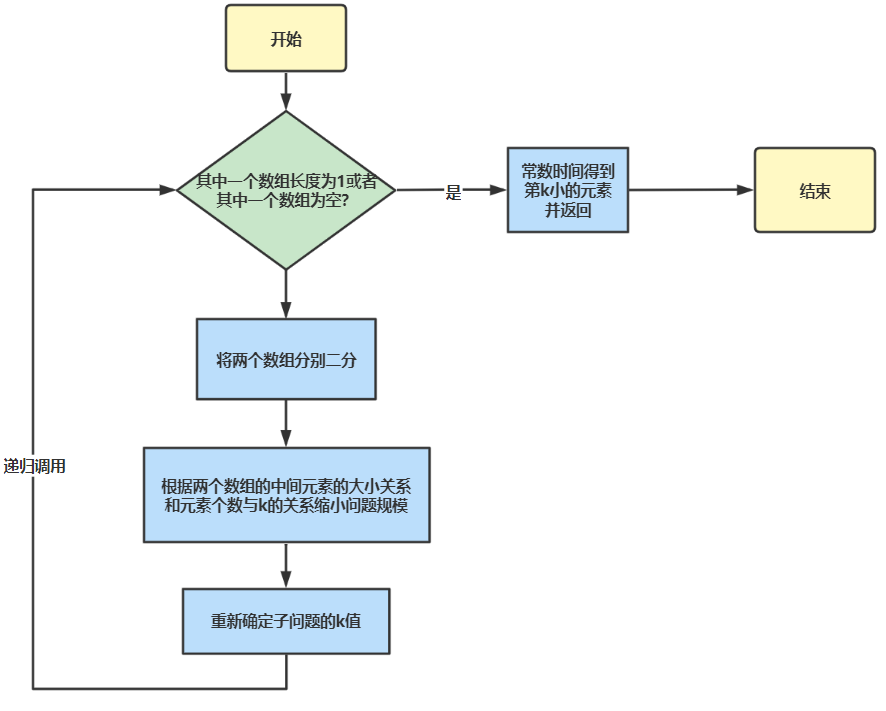 开始
其中一个数组长度为1或者
其中一个数组为空?
是
常数时间得到
第k小的元素
并返回
结束
将两个数组分别二分
根据两个数组的中间元素的大小关系
和元素个数与k的关系缩小问题规模
重新确定子问题的k值
递归调用